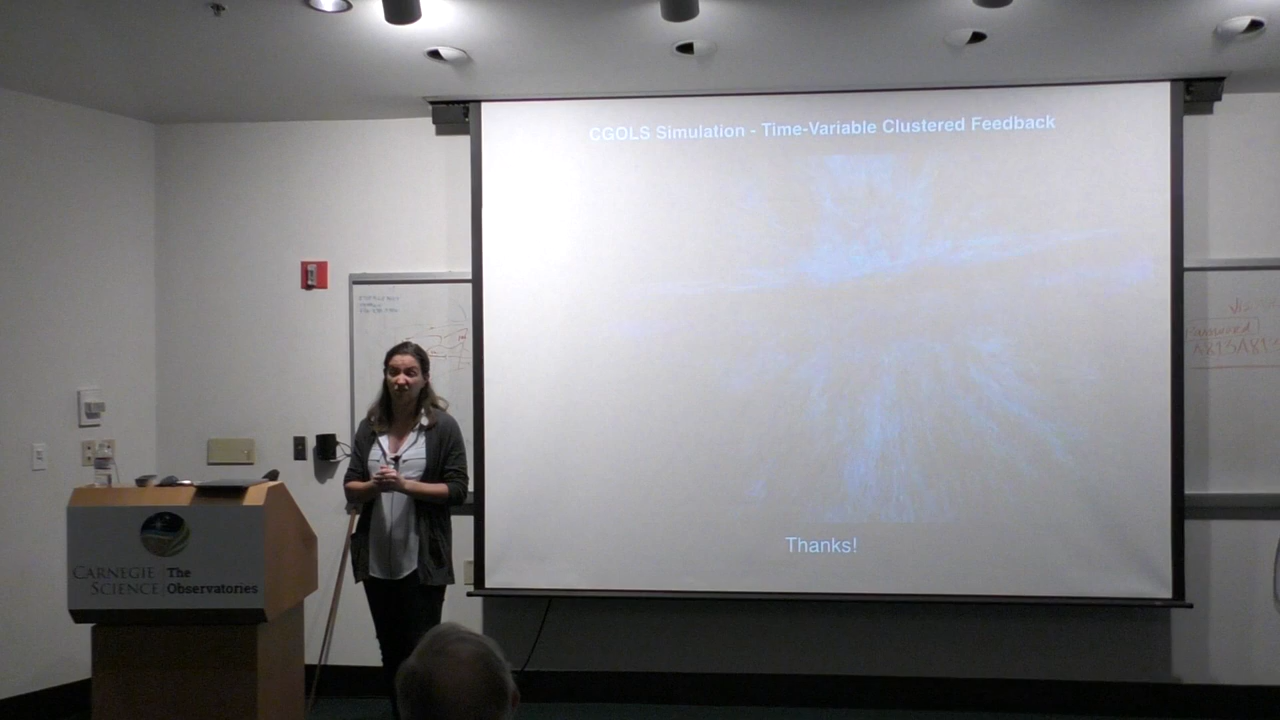 CGOLS Simulation - Time-Variable Clustered Feedback
Thanks!
CARNEGIE The
SCIENCE Observatories
Password